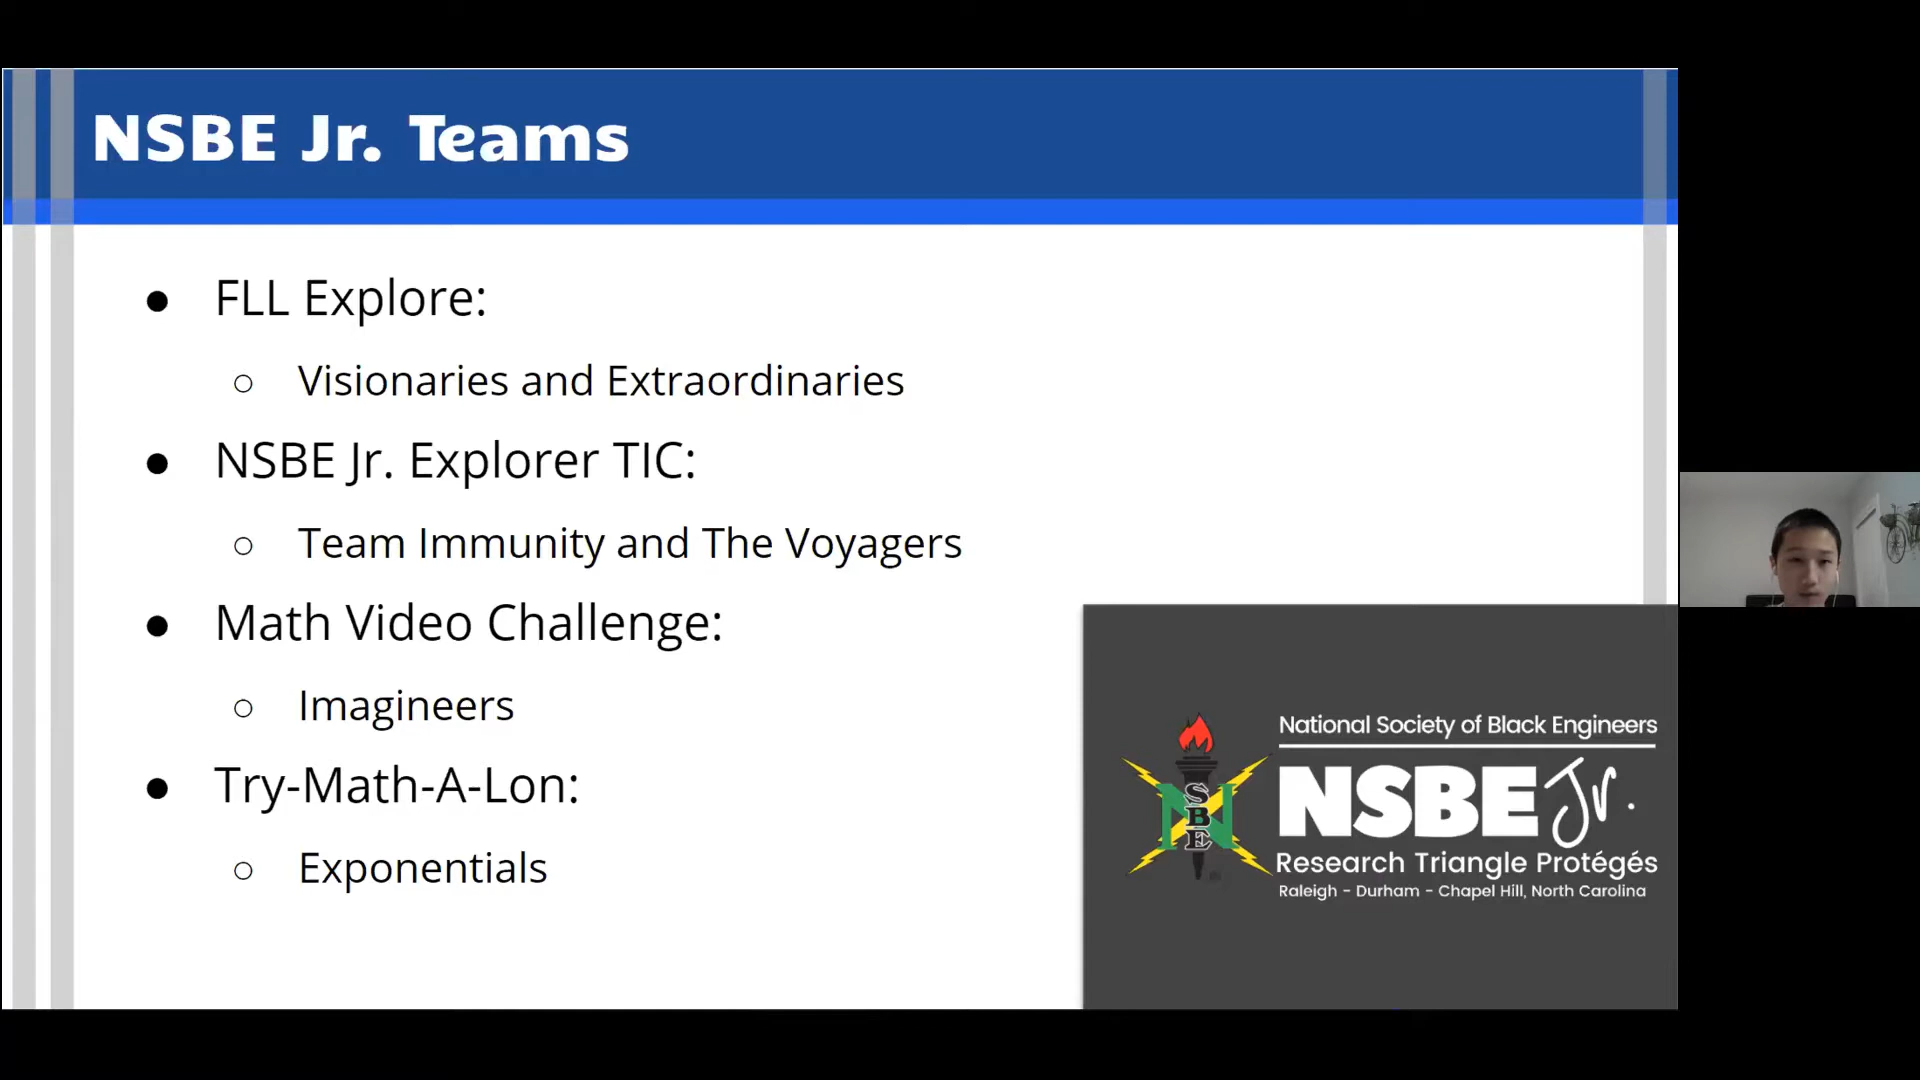 NSBE Jr. Teams
● FLL Explore:
○ Visionaries and Extraordinaries
● NSBE Jr. Explorer TIC:
○ Team Immunity and The Voyagers
● Math Video Challenge:
○ Imagineers
● Try-Math-A-Lon:
○ Exponentials
National Society of Black Engineers
NSBE Jr.
SBE
N
Research Triangle Protégés
Raleigh - Durham - Chapel Hill, North Carolina